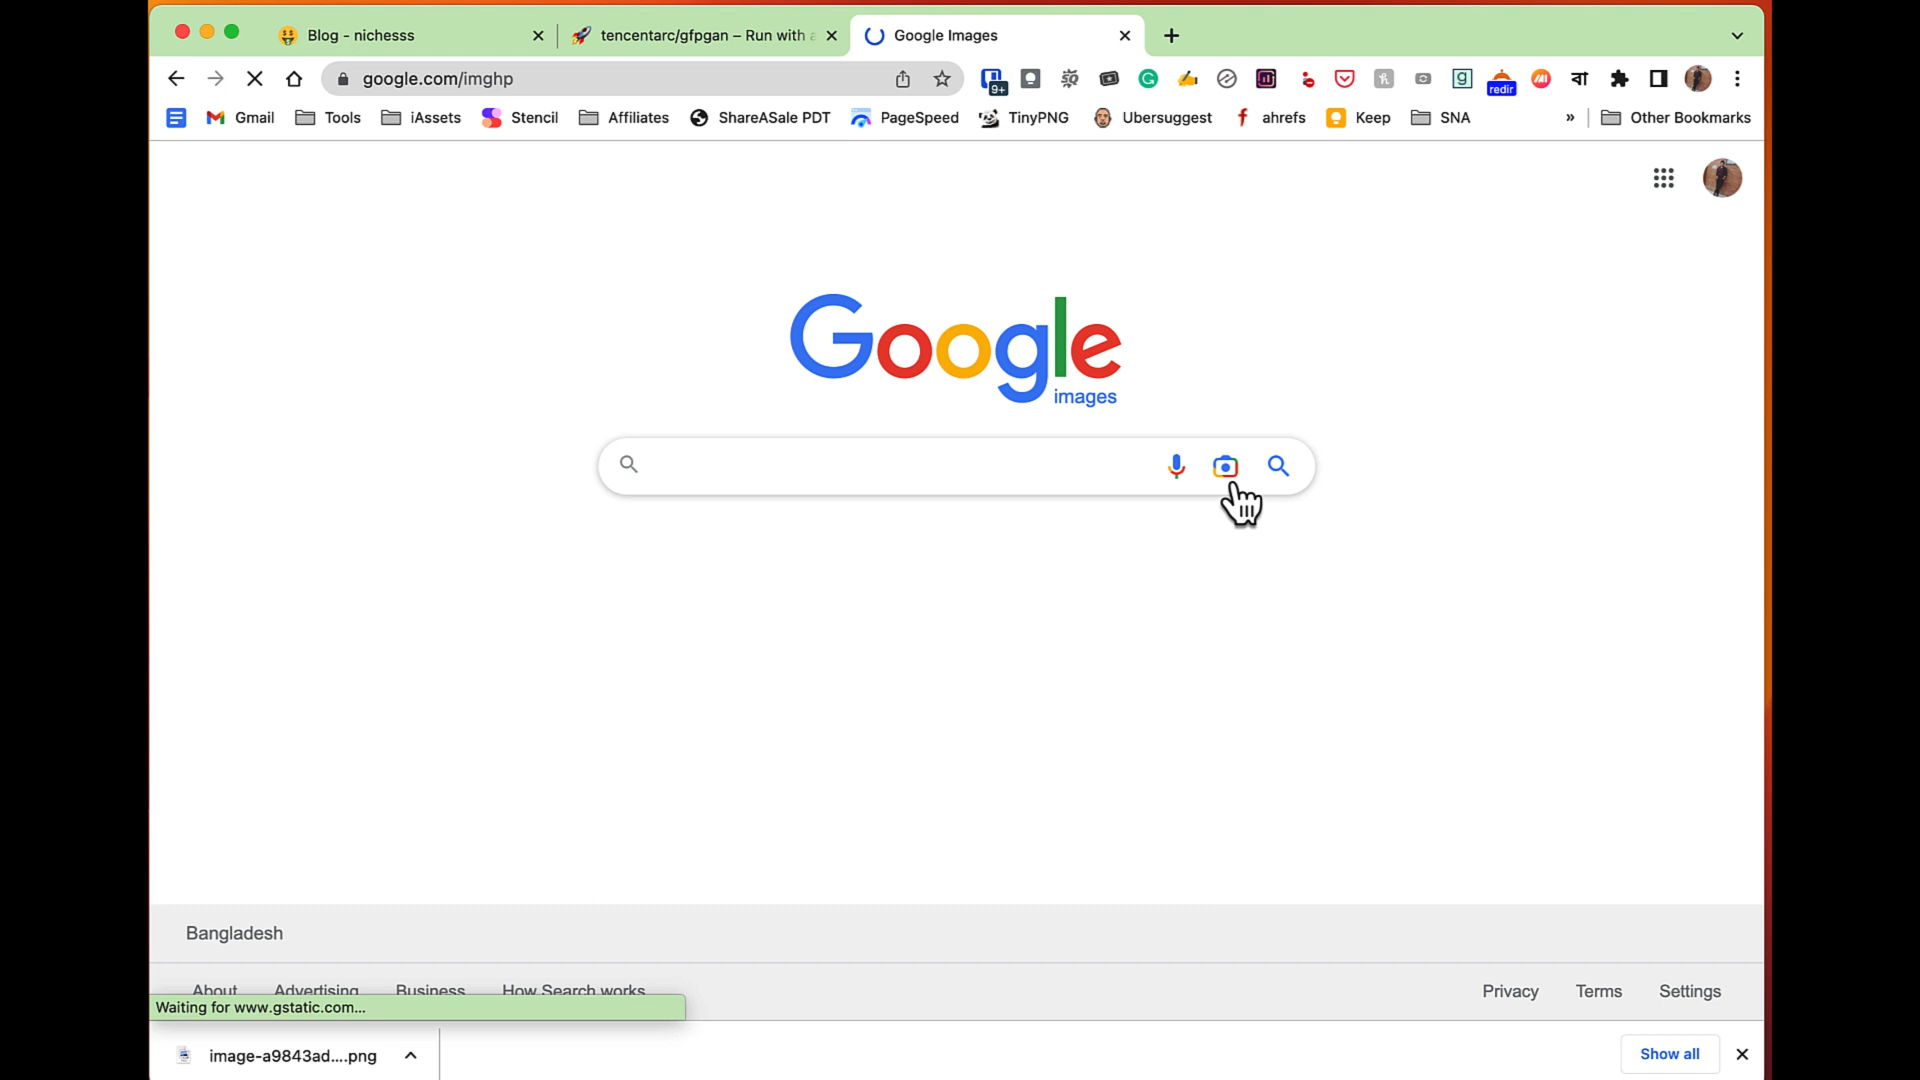 Blog - nichesss
tencentarc/gfpgan – Run with a
Google Images
google.com/imghp
9+
redir
Gmail
Tools
iAssets
Stencil
Affiliates
ShareASale PDT
PageSpeed
TinyPNG
Ubersuggest
ahrefs
Keep
SNA
»
Other Bookmarks
Google
images
Bangladesh
About
Advertising
Business
How Search works
Privacy
Terms
Settings
Waiting for www.gstatic.com...
image-a9843ad....png
Show all